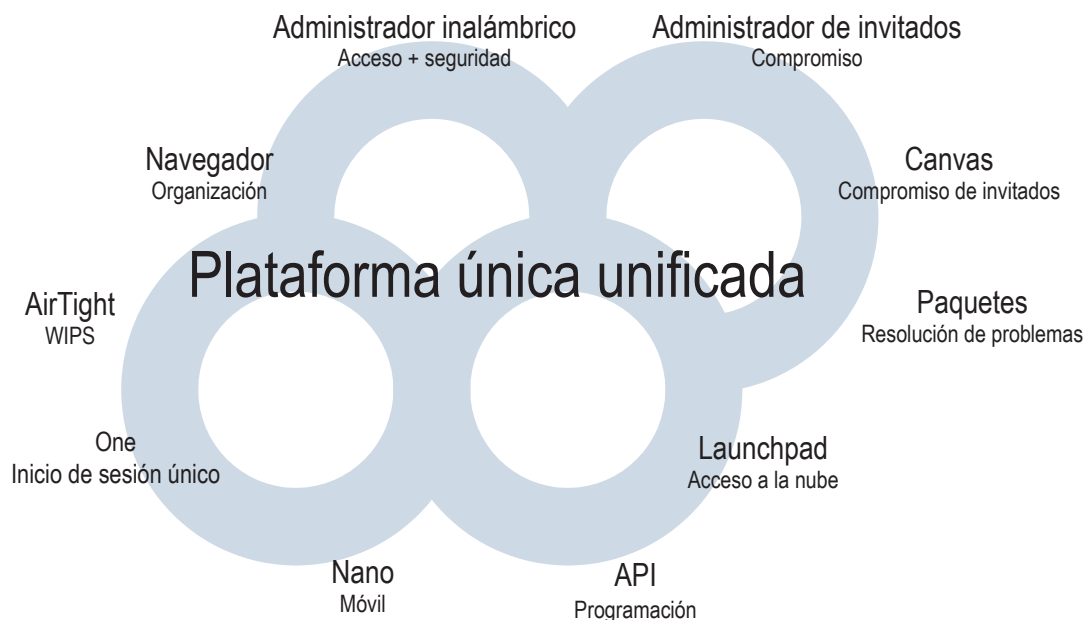 Administrador inalámbrico
Acceso + seguridad
Administrador de invitados
Compromiso
Navegador
Organización
Canvas
Compromiso de invitados
Plataforma única unificada
AirTight
WIPS
Paquetes
Resolución de problemas
One
Inicio de sesión único
Launchpad
Acceso a la nube
Nano
Móvil
API
Programación